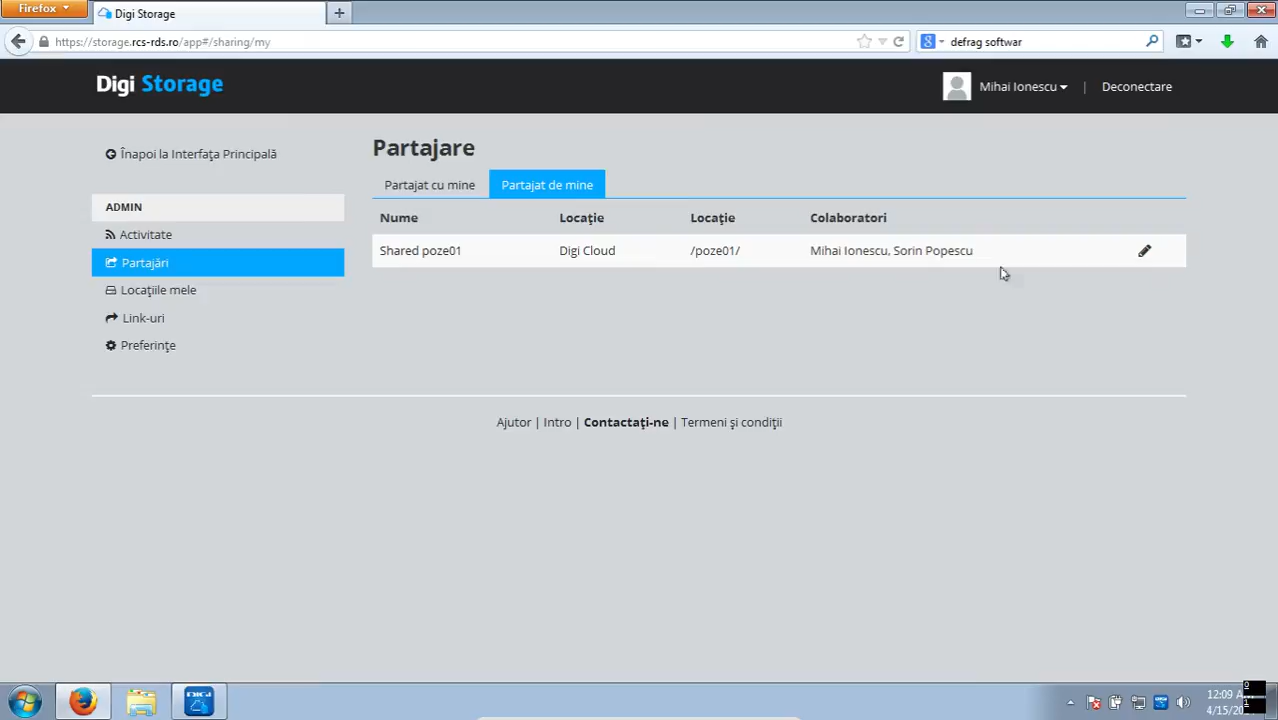 Firefox
Digi Storage
https://storage.rcs-rds.ro/app#/sharing/my
defrag softwar
Digi Storage
Mihai Ionescu | Deconectare
Înapoi la Interfața Principală
ADMIN
Activitate
Partajări
Locațiile mele
Link-uri
Preferințe
Partajare
Partajat cu mine
Partajat de mine
Nume Locație Locație Colaboratori
Shared poze01 Digi Cloud /poze01/ Mihai Ionescu, Sorin Popescu
Ajutor | Intro | Contactați-ne | Termeni și condiții
DIGI
12:09